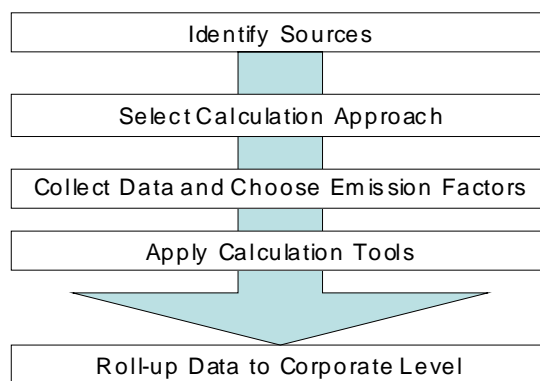 Identify Sources
Select Calculation Approach
Collect Data and Choose Emission Factors
Apply Calculation Tools
Roll-up Data to Corporate Level